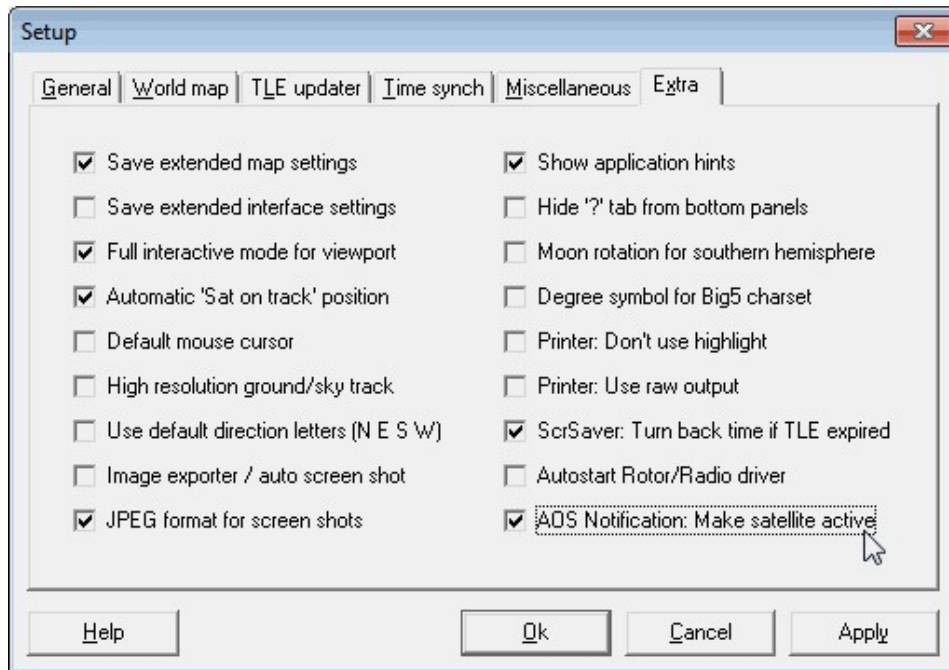 Setup
General World map TLE updater Time synch Miscellaneous Extra
Save extended map settings
Save extended interface settings
Full interactive mode for viewport
Automatic 'Sat on track' position
Default mouse cursor
High resolution ground/sky track
Use default direction letters (N E S W)
Image exporter / auto screen shot
JPEG format for screen shots
Show application hints
Hide '?' tab from bottom panels
Moon rotation for southern hemisphere
Degree symbol for Big5 charset
Printer: Don't use highlight
Printer: Use raw output
ScrSaver: Turn back time if TLE expired
Autostart Rotor/Radio driver
AOS Notification: Make satellite active
Help Ok Cancel Apply